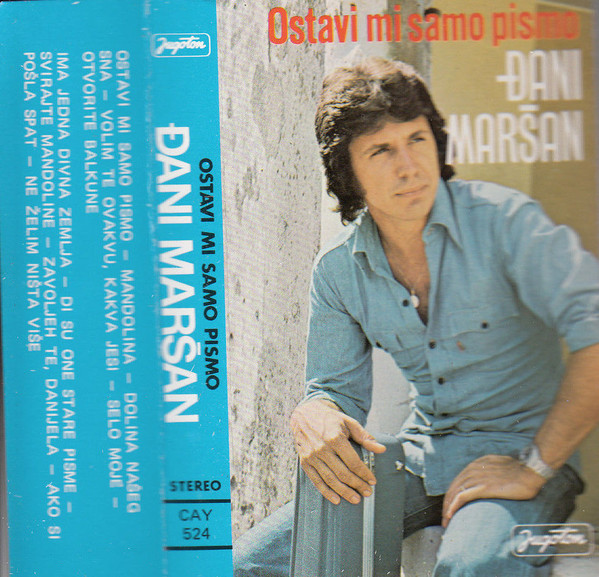 Jugoton
OSTAVI MI SAMO PISMO – MANDOLINA – DOLINA NAŠEG
SNA – VOLIM TE OVAKVU, KAKVA JESI – SELO MOJE –
OTVORITE BALKUNE
IMA JEDNA DIVNA ZEMLJA – DI SU ONE STARE PISME –
SVIRAJTE MANDOLINE – ZAVOLJEH TE, DANIJELA – AKO SI
POŠLA SPAT – NE ŽELIM NIŠTA VIŠE
OSTAVI MI SAMO PISMO
ĐANI MARŠAN
STEREO
CAY
524
Ostavi mi samo pismo
ĐANI
MARŠAN
Jugoton